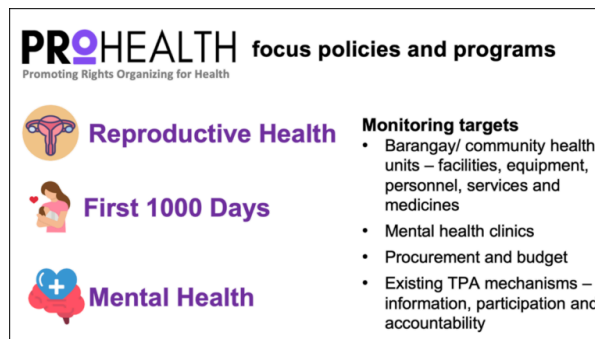 PROHEALTH focus policies and programs
Promoting Rights Organizing for Health
Reproductive Health
First 1000 Days
Mental Health
Monitoring targets
• Barangay/ community health
units – facilities, equipment,
personnel, services and
medicines
• Mental health clinics
• Procurement and budget
• Existing TPA mechanisms –
information, participation and
accountability